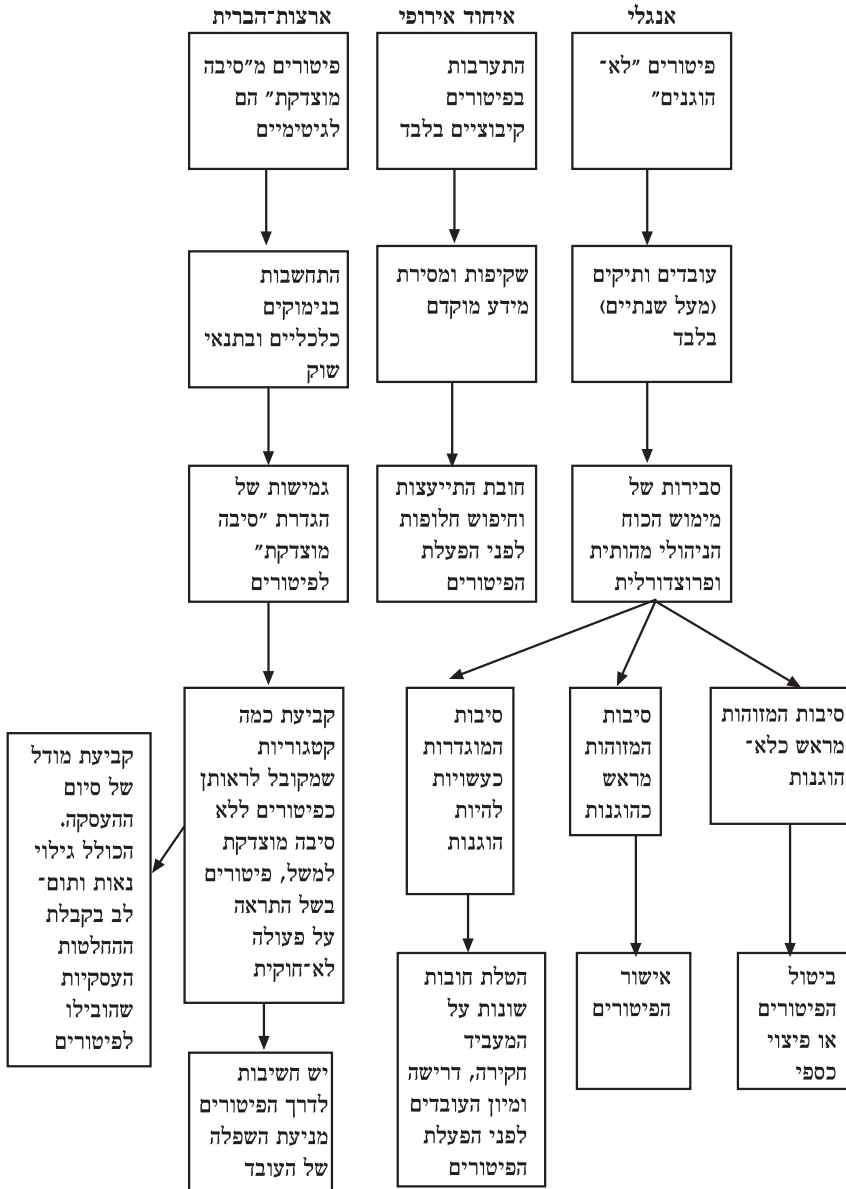 אנגלי
פיטורים "לא־
הוגנים"
עובדים ותיקים
(מעל שנתיים)
בלבד
סבירות של
מימוש הכוח
הניהולי מהותית
ופרוצדורלית
סיבות המזוהות
מראש כלא־
הוגנות
ביטול
הפיטורים
או פיצוי
כספי
סיבות
המזוהות
מראש
כהוגנות
אישור
הפיטורים
סיבות
המוגדרות
כעשויות
להיות
הוגנות
הטלת חובות
שונות על
המעביד
חקירה, דרישה
ומיון העובדים
לפני הפעלת
הפיטורים
איחוד אירופי
התערבות
בפיטורים
קיבוציים בלבד
שקיפות ומסירת
מידע מוקדם
חובת התייעצות
וחיפוש חלופות
לפני הפעלת
הפיטורים
ארצות־הברית
פיטורים מ"סיבה
מוצדקת" הם
לגיטימיים
התחשבות
בנימוקים
כלכליים ובתנאי
שוק
גמישות של
הגדרת "סיבה
מוצדקת"
לפיטורים
קביעת כמה
קטגוריות
שמקובל לראותן
כפיטורים ללא
סיבה מוצדקת
למשל, פיטורים
בשל התראה
על פעולה
לא־חוקית
יש חשיבות
לדרך הפיטורים
מניעת השפלה
של העובד
קביעת מודל
של סיום
ההעסקה.
הכולל גילוי
נאות ותום־
לב בקבלת
ההחלטות
העסקיות
שהובילו
לפיטורים